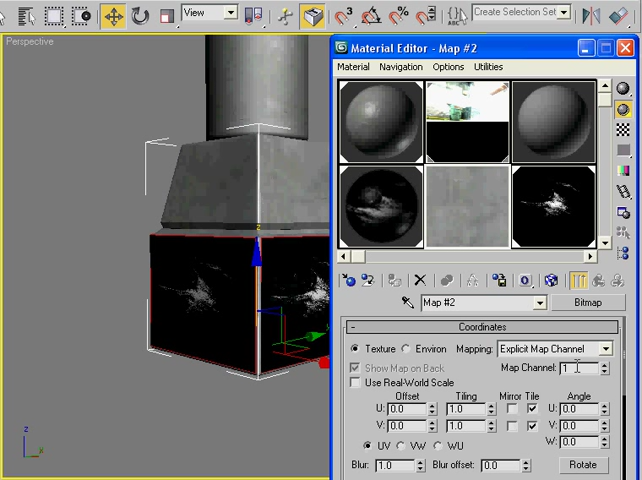 View
Create Selection Set
Perspective
Material Editor - Map #2
Material Navigation Options Utilities
Map #2 Bitmap
- Coordinates
Texture Environ Mapping: Explicit Map Channel
Show Map on Back Map Channel: 1
Use Real-World Scale
Offset Tiling Mirror Tile Angle
U: 0.0 1.0 U: 0.0
V: 0.0 1.0 V: 0.0
W: 0.0
UV VW WU
Blur: 1.0 Blur offset: 0.0 Rotate
z
z